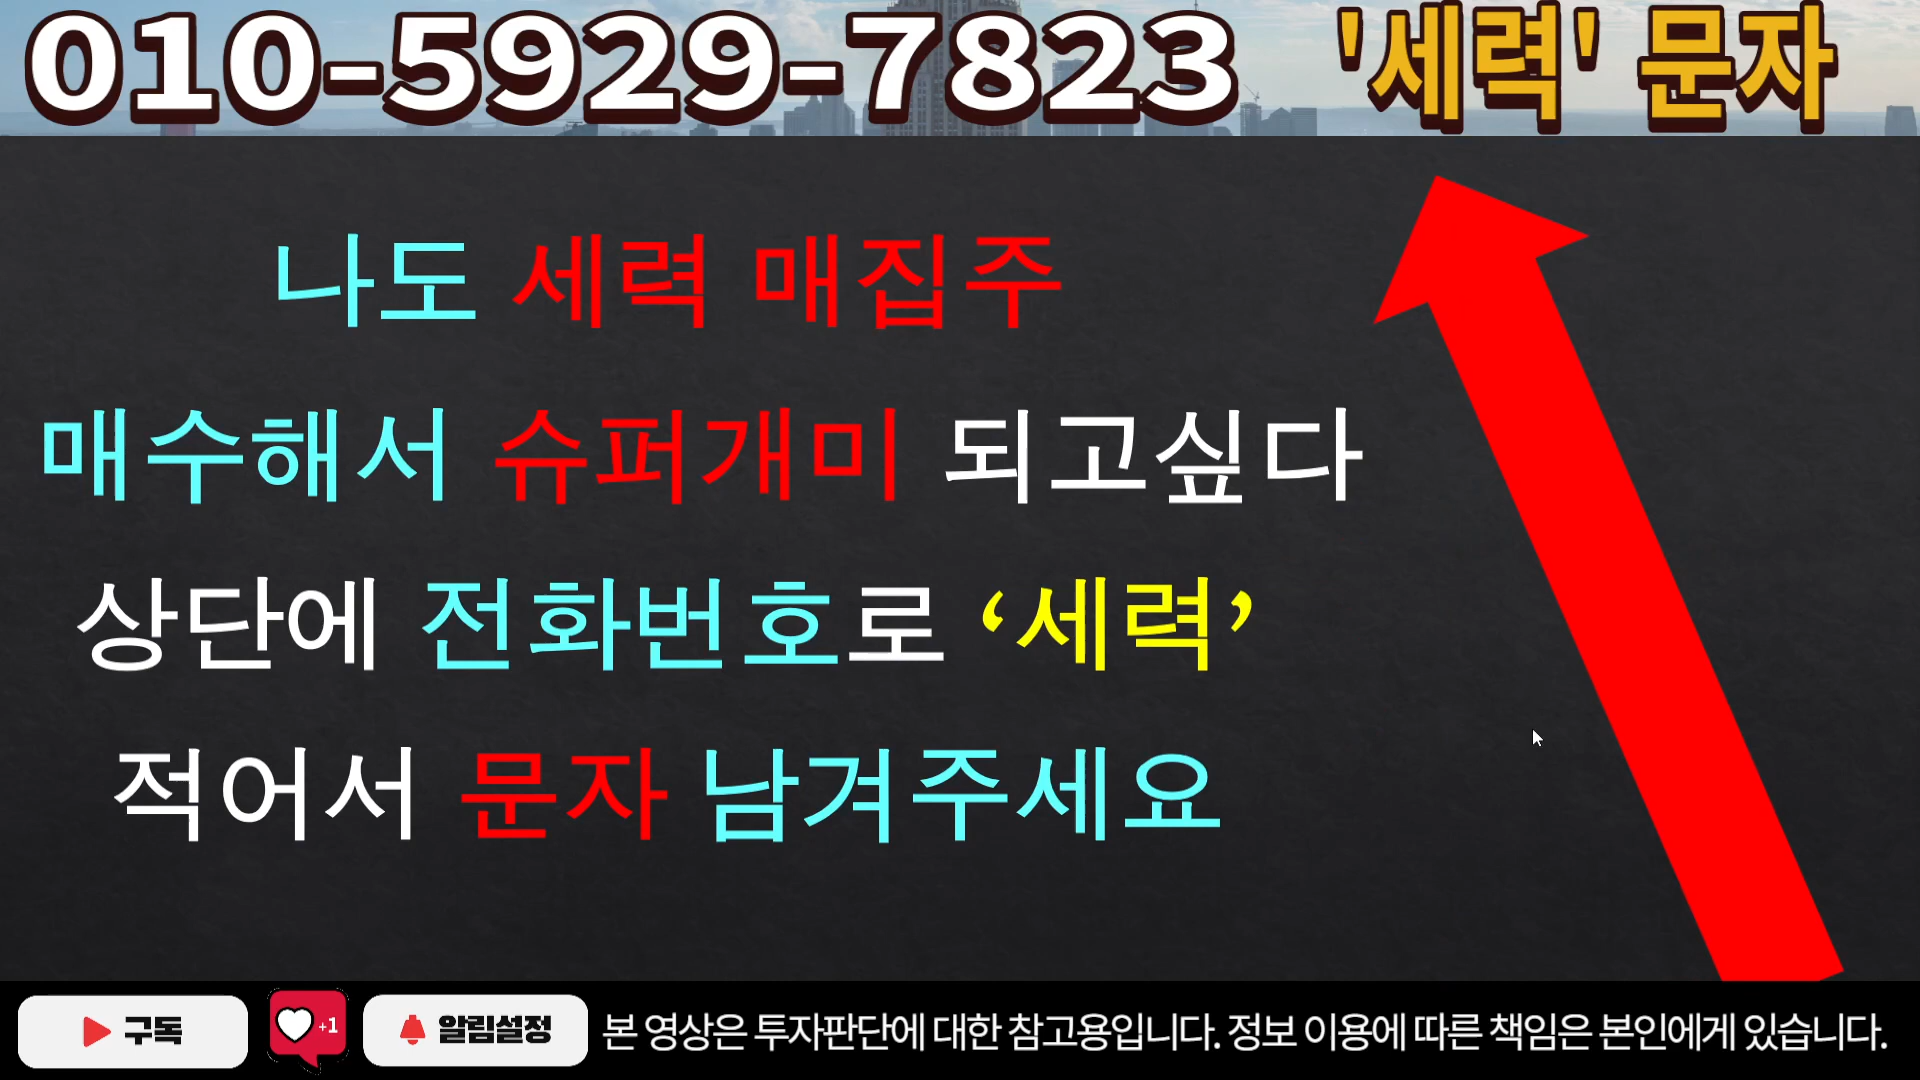 010-5929-7823 '세력' 문자
나도 세력 매집주
매수해서 슈퍼개미 되고싶다
상단에 전화번호로 ‘세력’
적어서 문자 남겨주세요
구독 +1 알림설정 본 영상은 투자판단에 대한 참고용입니다. 정보 이용에 따른 책임은 본인에게 있습니다.